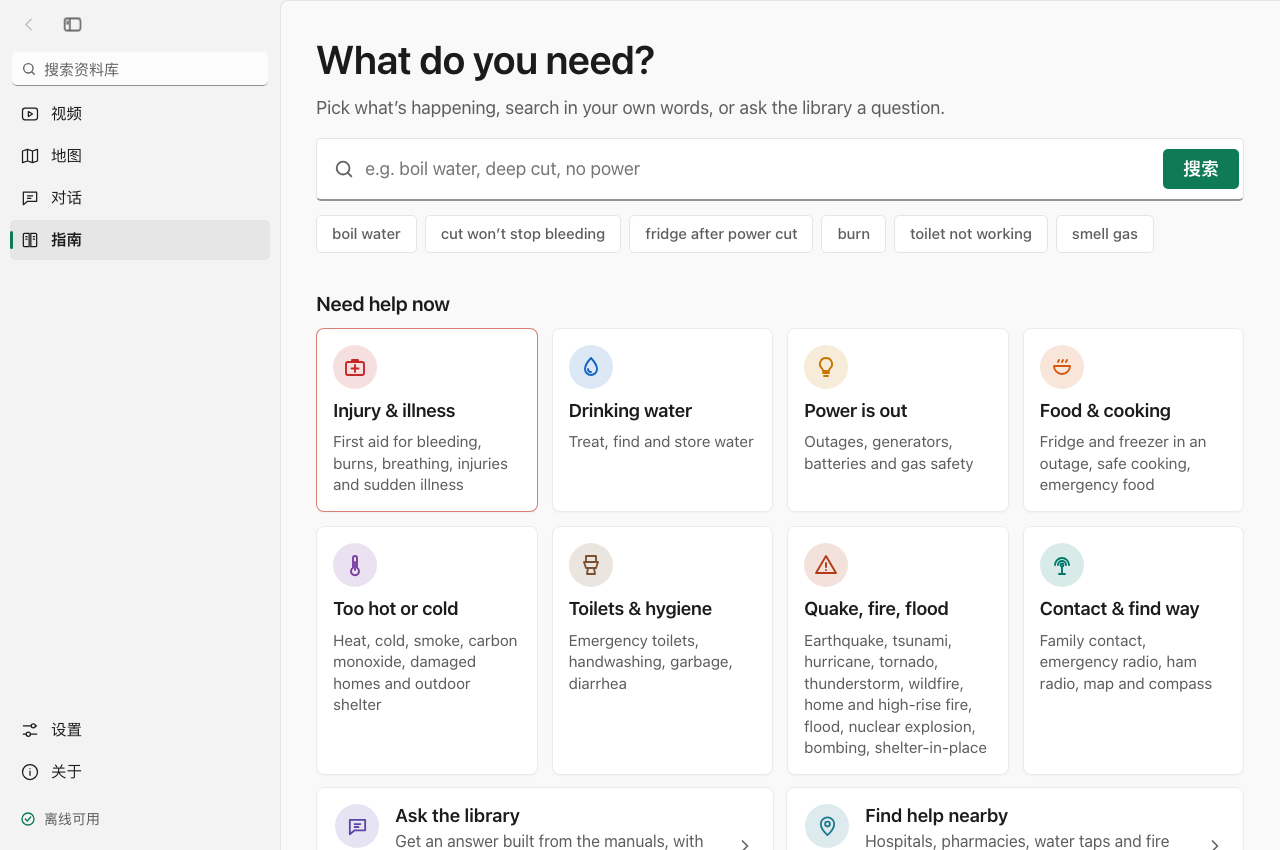 搜索资料库
视频
地图
对话
指南
设置
关于
离线可用
What do you need?
Pick what’s happening, search in your own words, or ask the library a question.
e.g. boil water, deep cut, no power
搜索
boil water
cut won’t stop bleeding
fridge after power cut
burn
toilet not working
smell gas
Need help now
Injury & illness
First aid for bleeding,
burns, breathing, injuries
and sudden illness
Drinking water
Treat, find and store water
Power is out
Outages, generators,
batteries and gas safety
Food & cooking
Fridge and freezer in an
outage, safe cooking,
emergency food
Too hot or cold
Heat, cold, smoke, carbon
monoxide, damaged
homes and outdoor
shelter
Toilets & hygiene
Emergency toilets,
handwashing, garbage,
diarrhea
Quake, fire, flood
Earthquake, tsunami,
hurricane, tornado,
thunderstorm, wildfire,
home and high-rise fire,
flood, nuclear explosion,
bombing, shelter-in-place
Contact & find way
Family contact,
emergency radio, ham
radio, map and compass
Ask the library
Get an answer built from the manuals, with
Find help nearby
Hospitals, pharmacies, water taps and fire